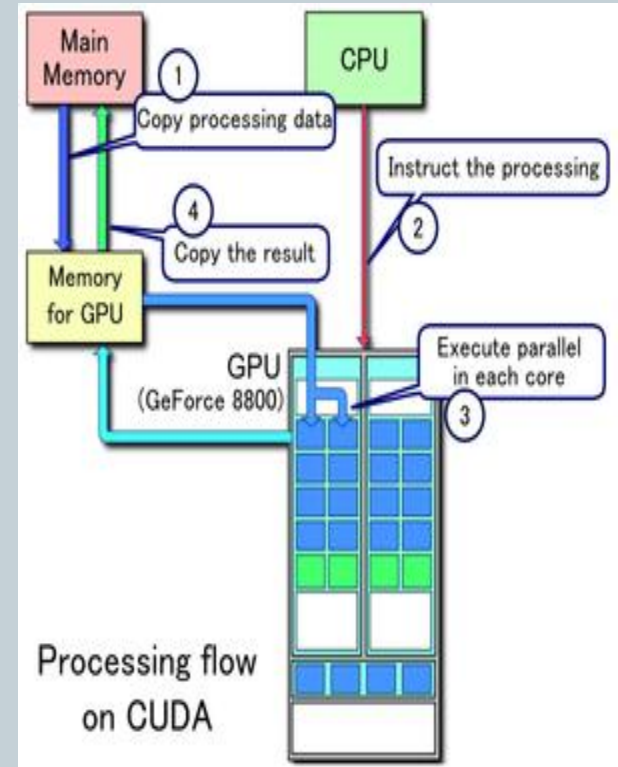 Main
Memory
CPU
1
Copy processing data
Instruct the processing
2
4
Copy the result
Memory
for GPU
GPU
(GeForce 8800)
Execute parallel
in each core
3
Processing flow
on CUDA